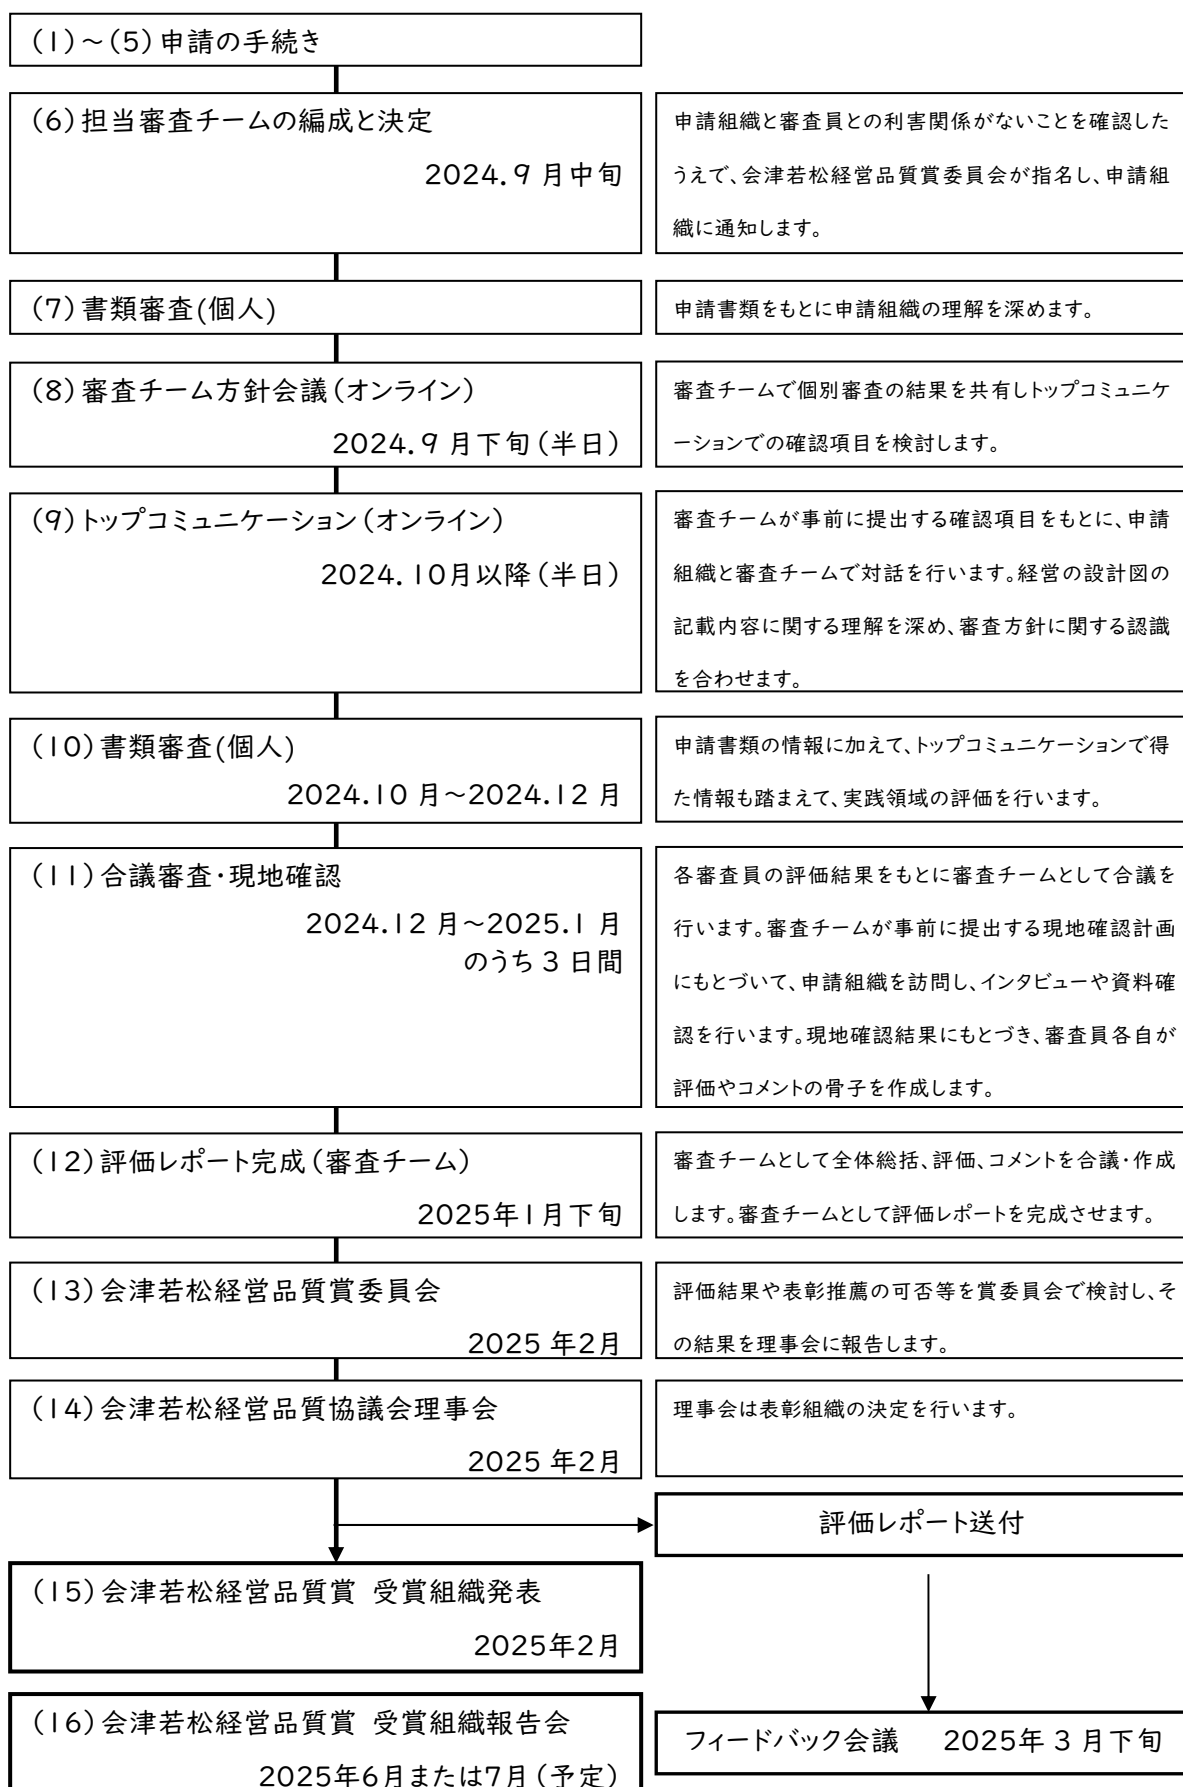 (1)~(5)申請の手続き
(6)担当審査チームの編成と決定
2024.9 月中旬
申請組織と審査員との利害関係がないことを確認した
うえで、会津若松経営品質賞委員会が指名し、申請組
織に通知します。
(7)書類審査(個人)
申請書類をもとに申請組織の理解を深めます。
(8)審査チーム方針会議(オンライン)
2024.9 月下旬(半日)
審査チームで個別審査の結果を共有しトップコミュニケ
ーションでの確認項目を検討します。
(9)トップコミュニケーション(オンライン)
2024.10月以降(半日)
審査チームが事前に提出する確認項目をもとに、申請
組織と審査チームで対話を行います。経営の設計図の
記載内容に関する理解を深め、審査方針に関する認識
を合わせます。
(10)書類審査(個人)
2024.10 月~2024.12 月
申請書類の情報に加えて、トップコミュニケーションで得
た情報も踏まえて、実践領域の評価を行います。
(11)合議審査・現地確認
2024.12 月~2025.1 月
のうち 3 日間
各審査員の評価結果をもとに審査チームとして合議を
行います。審査チームが事前に提出する現地確認計画
にもとづいて、申請組織を訪問し、インタビューや資料確
認を行います。現地確認結果にもとづき、審査員各自が
評価やコメントの骨子を作成します。
(12)評価レポート完成(審査チーム)
2025年1月下旬
審査チームとして全体総括、評価、コメントを合議・作成
します。審査チームとして評価レポートを完成させます。
(13)会津若松経営品質賞委員会
2025 年2月
評価結果や表彰推薦の可否等を賞委員会で検討し、そ
の結果を理事会に報告します。
(14)会津若松経営品質協議会理事会
2025 年2月
理事会は表彰組織の決定を行います。
評価レポート送付
(15)会津若松経営品質賞 受賞組織発表
2025年2月
(16)会津若松経営品質賞 受賞組織報告会
2025年6月または7月(予定)
フィードバック会議 2025年 3 月下旬